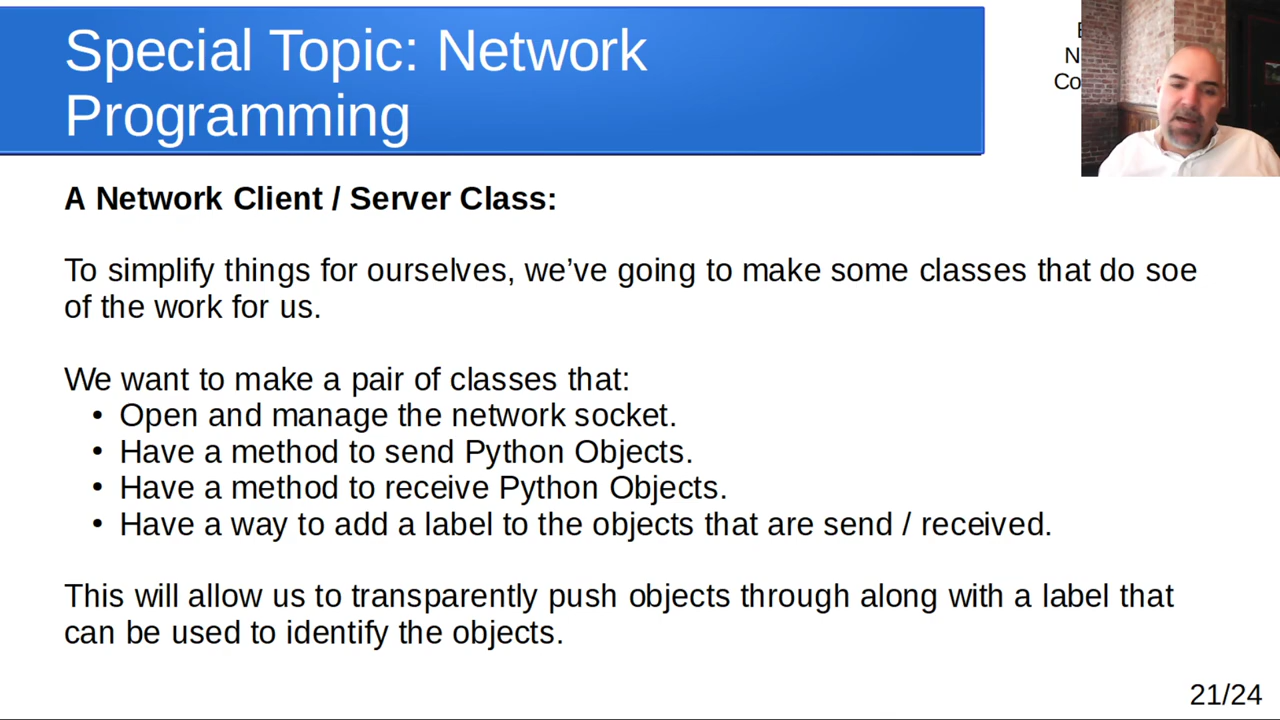 Special Topic: Network
Programming
A Network Client / Server Class:
To simplify things for ourselves, we’ve going to make some classes that do soe
of the work for us.
We want to make a pair of classes that:
• Open and manage the network socket.
• Have a method to send Python Objects.
• Have a method to receive Python Objects.
• Have a way to add a label to the objects that are send / received.
This will allow us to transparently push objects through along with a label that
can be used to identify the objects.
21/24